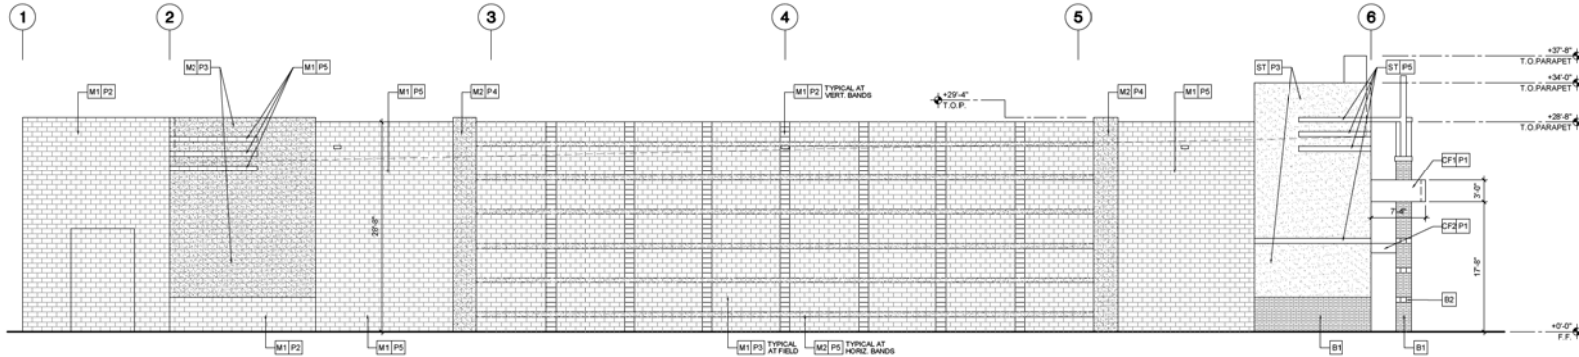 1 2 3 4 5 6
+37'-8"
T.O.PARAPET
M2 P3
M1 P5
ST P3
ST P5
+34'-0"
T.O.PARAPET
M1 P2
M1 P5
M2 P4
M1 P2 TYPICAL AT
VERT. BANDS
+29'-4"
T.O.P.
M2 P4
M1 P5
+28'-8"
T.O.PARAPET
CF1 P1
3'-0"
7'-4"
28'-8"
CF2 P1
17'-8"
B2
+0'-0"
F.F.
M1 P2
M1 P5
M1 P3 TYPICAL
AT FIELD
M2 P5 TYPICAL AT
HORIZ. BANDS
B1
B1